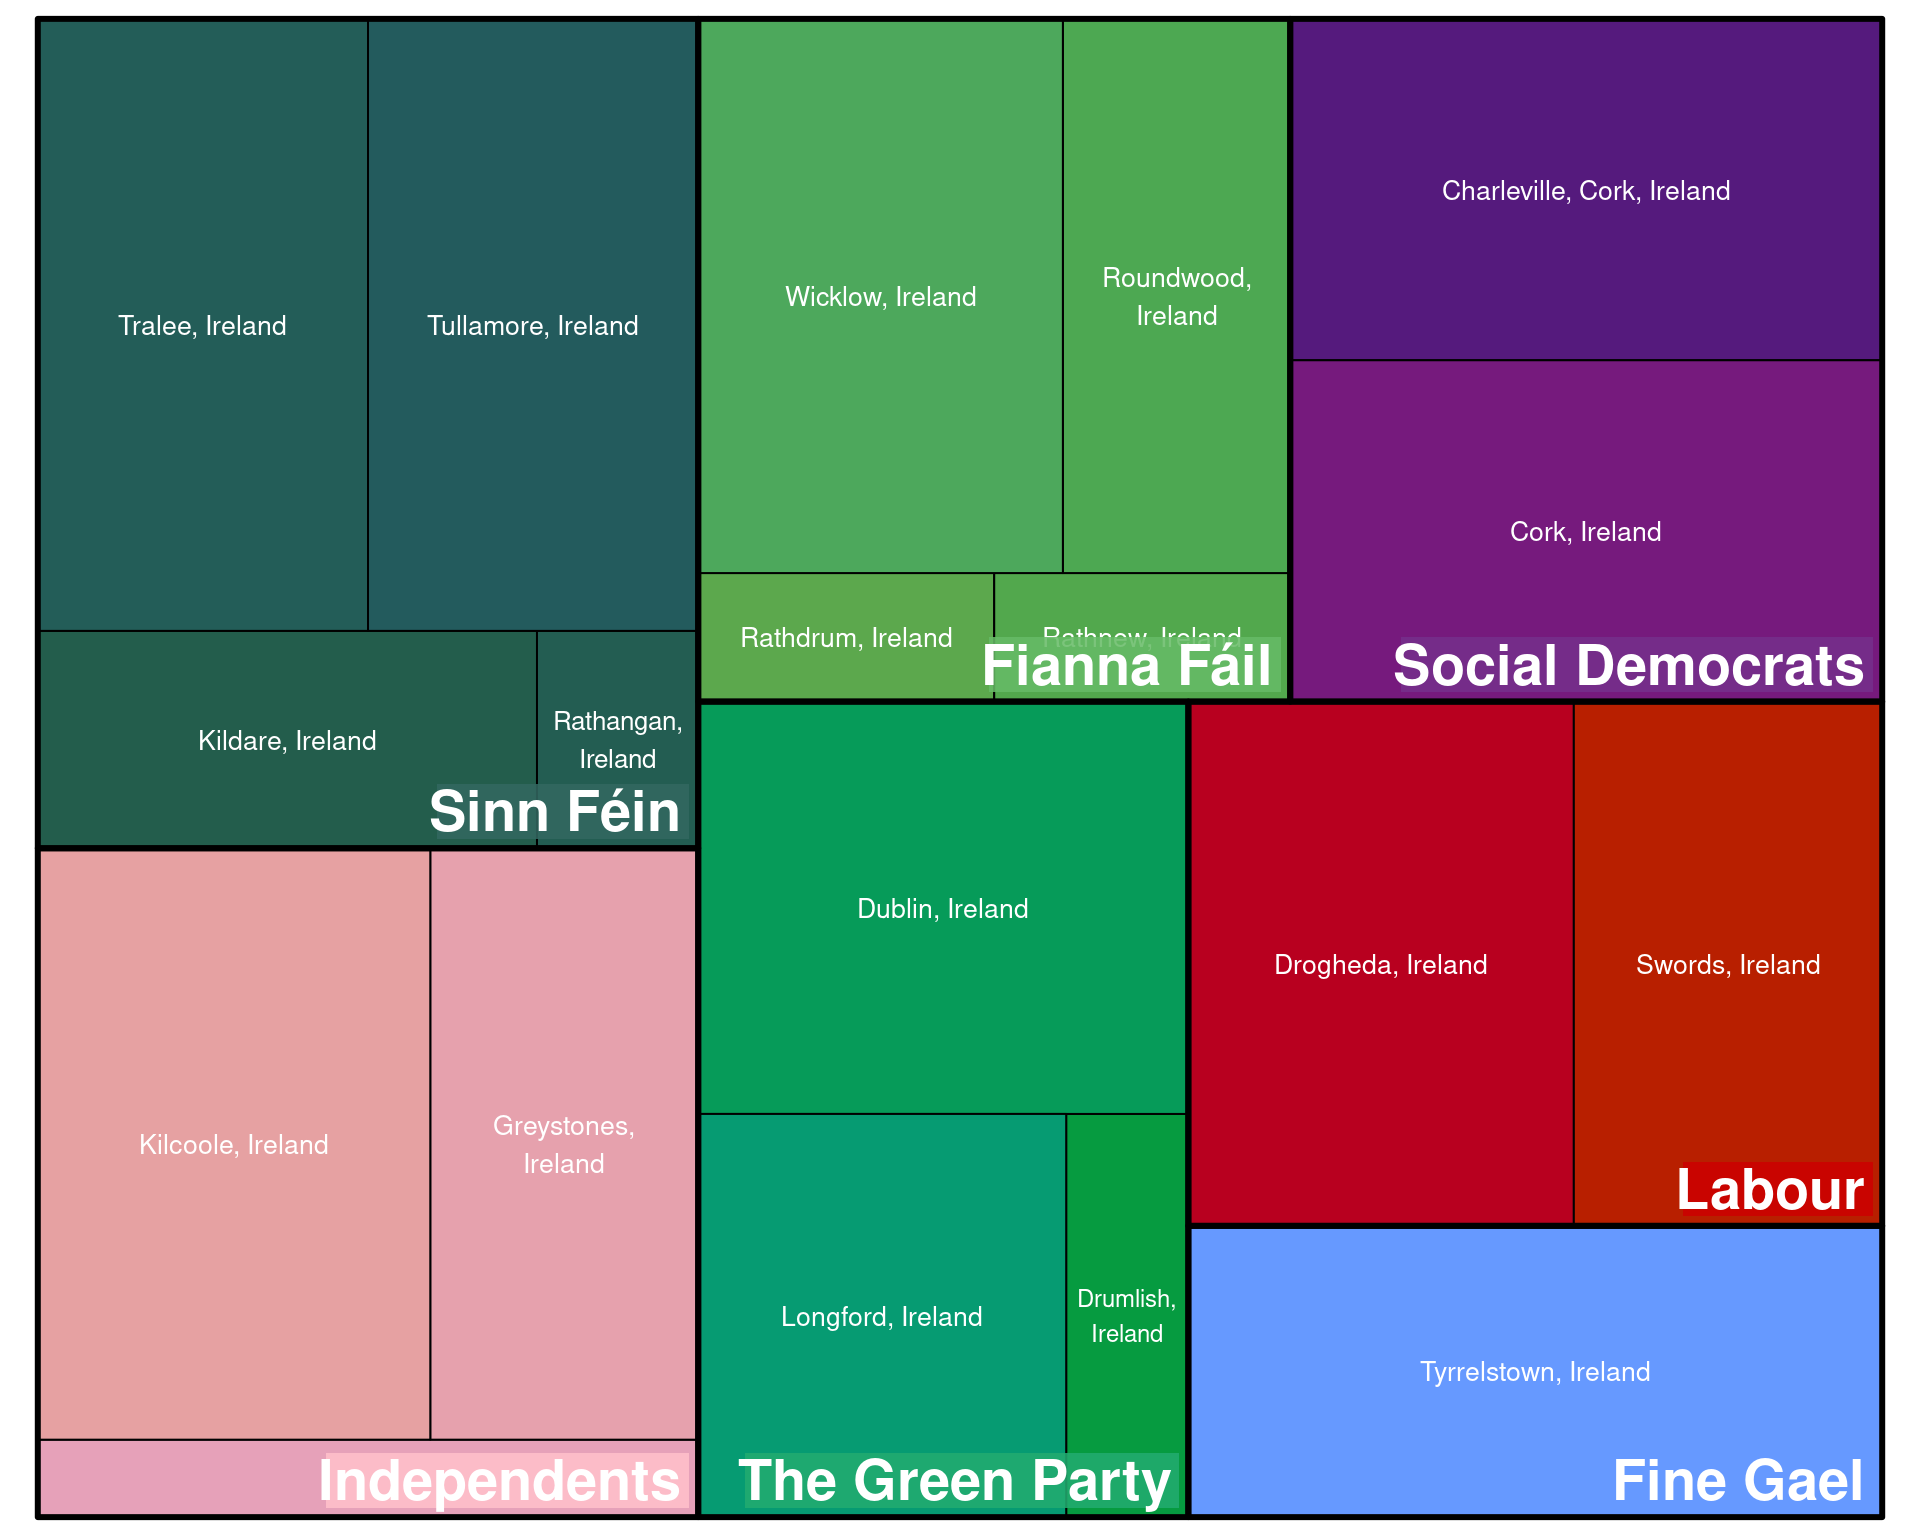 Tralee, Ireland
Tullamore, Ireland
Kildare, Ireland
Rathangan,
Ireland
Sinn Féin
Kilcoole, Ireland
Greystones,
Ireland
Independents
Wicklow, Ireland
Roundwood,
Ireland
Rathdrum, Ireland
Rathnew, Ireland
Fianna Fáil
Charleville, Cork, Ireland
Cork, Ireland
Social Democrats
Dublin, Ireland
Longford, Ireland
Drumlish,
Ireland
The Green Party
Drogheda, Ireland
Swords, Ireland
Labour
Tyrrelstown, Ireland
Fine Gael